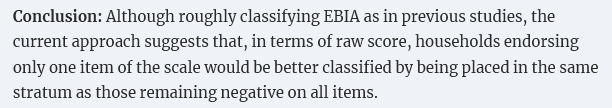 Conclusion: Although roughly classifying EBIA as in previous studies, the
current approach suggests that, in terms of raw score, households endorsing
only one item of the scale would be better classified by being placed in the same
stratum as those remaining negative on all items.